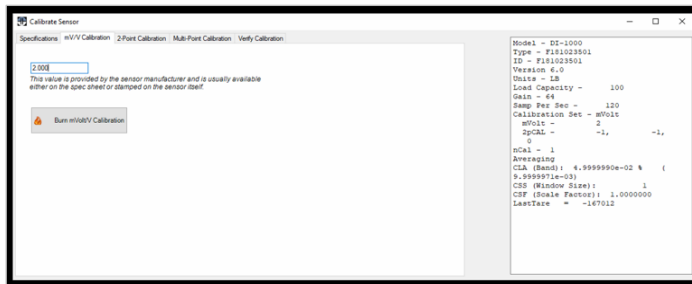 Calibrate Sensor
Specifications mV/V Calibration 2-Point Calibration Multi-Point Calibration Verify Calibration
2.000
This value is provided by the sensor manufacturer and is usually available
either on the spec sheet or stamped on the sensor itself.
Burn mVolt/V Calibration
Model - DI-1000
Type - F181023501
ID - F181023501
Version 6.0
Units - LB
Load Capacity - 100
Gain - 64
Samp Per Sec - 120
Calibration Set - mVolt
mVolt - 2
2pCAL - -1, -1,
0
nCal - 1
Averaging
CLA (Band): 4.9999990e-02 % (
9.9999971e-03)
CSS (Window Size): 1
CSF (Scale Factor): 1.0000000
LastTare = -167012